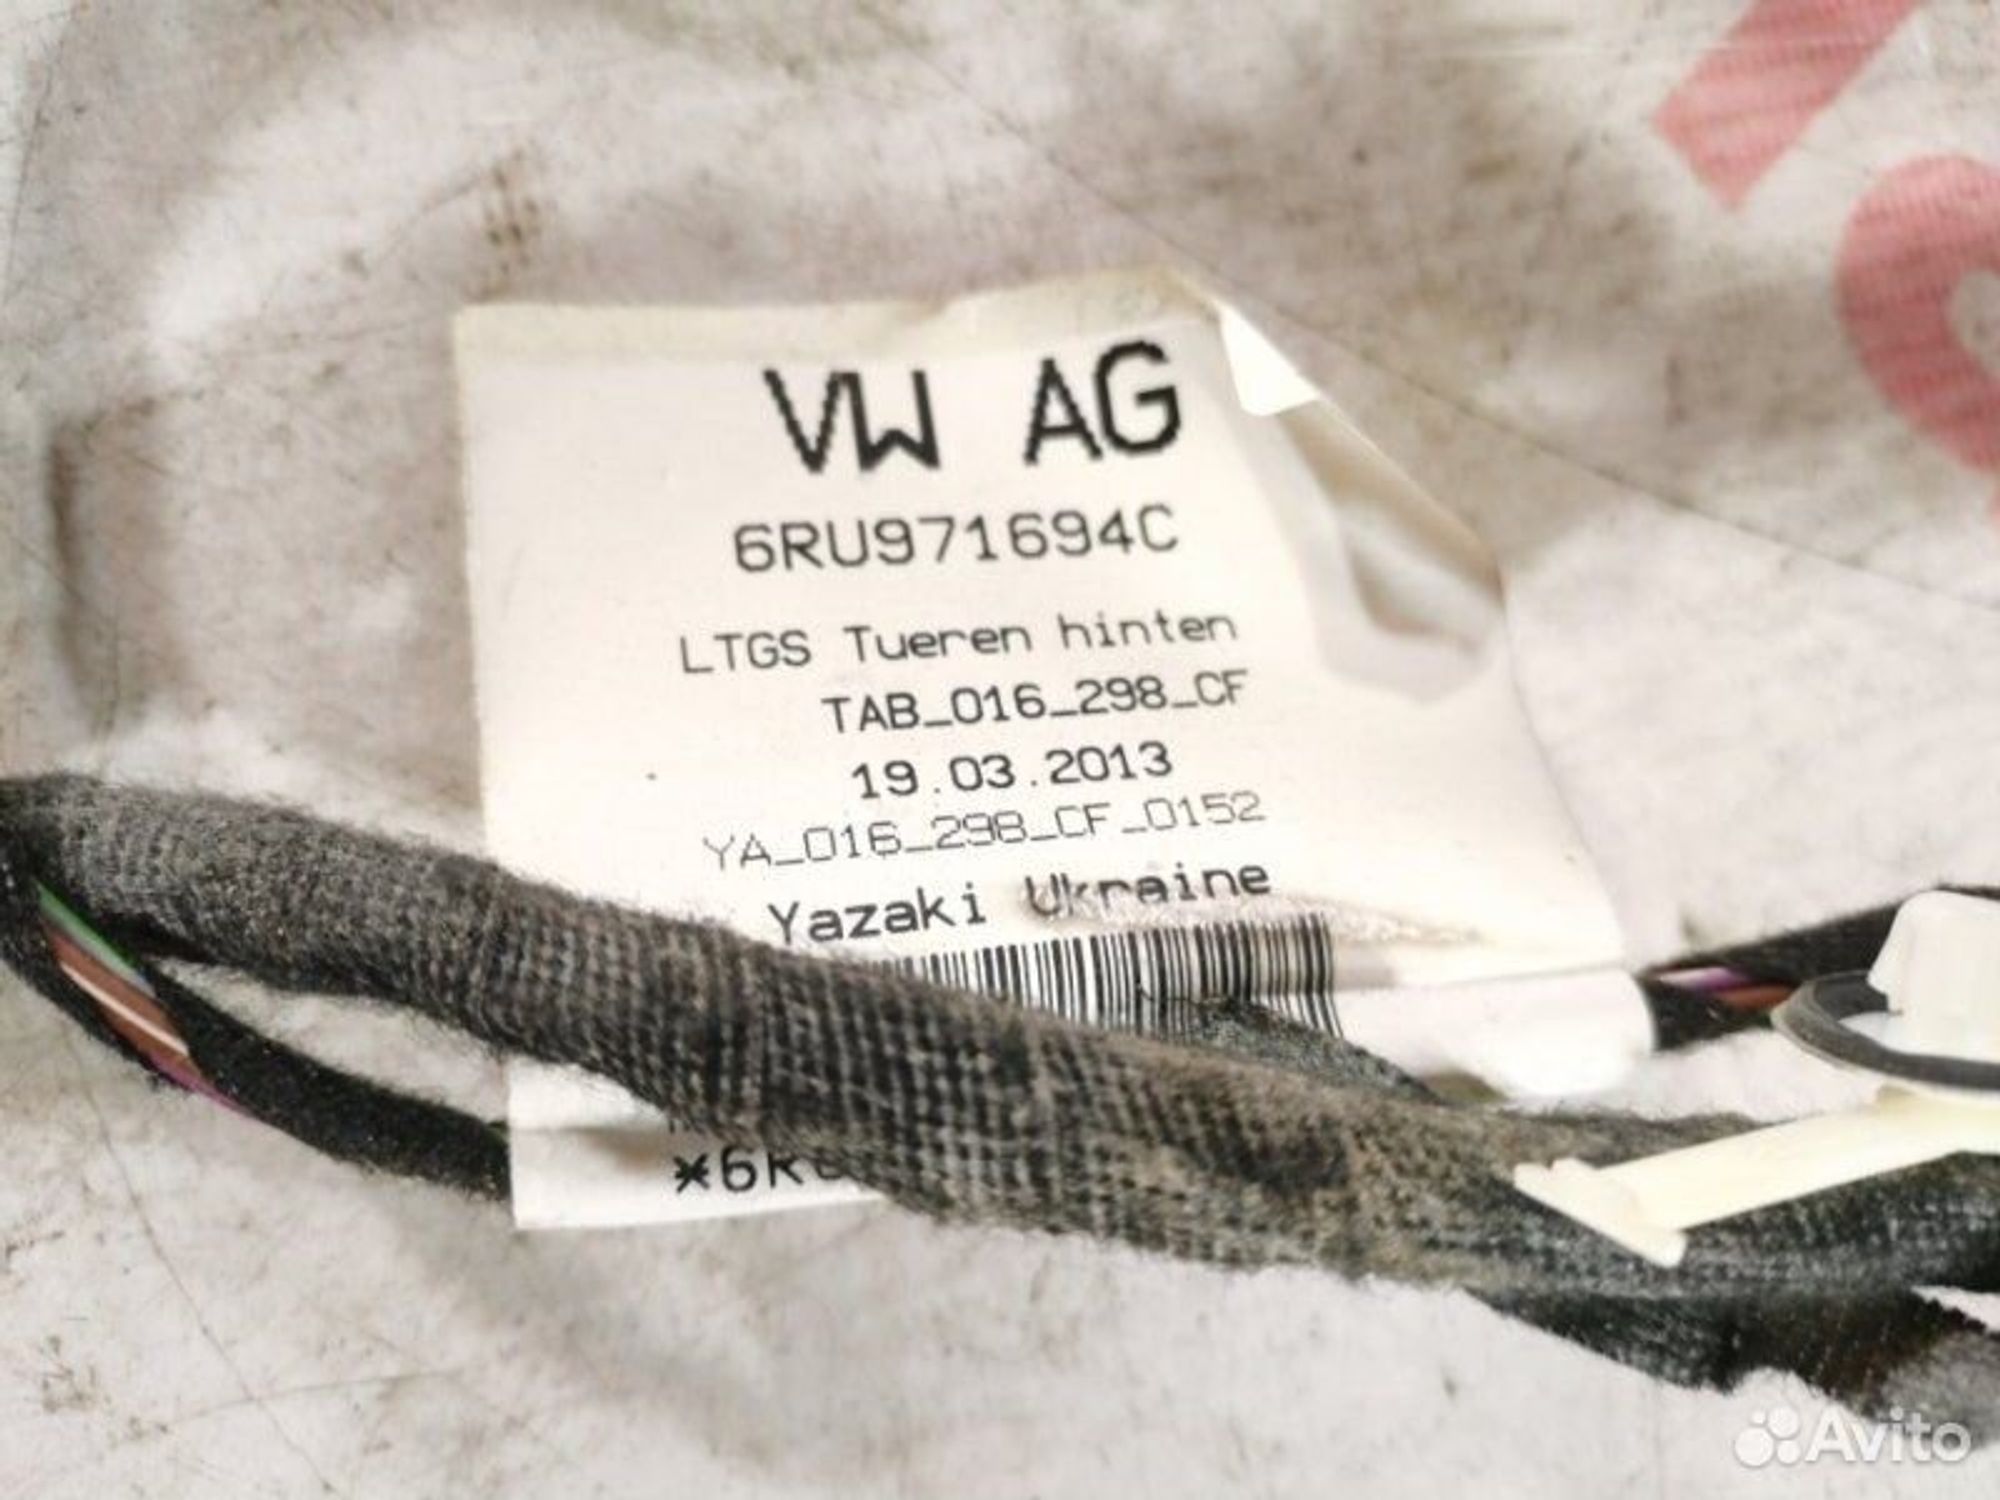 VW AG
6RU971694C
LTGS Tueren hinten
TAB_016_298_CF
19.03.2013
YA_016_298_CF_0152
Yazaki Ukraine
Avito